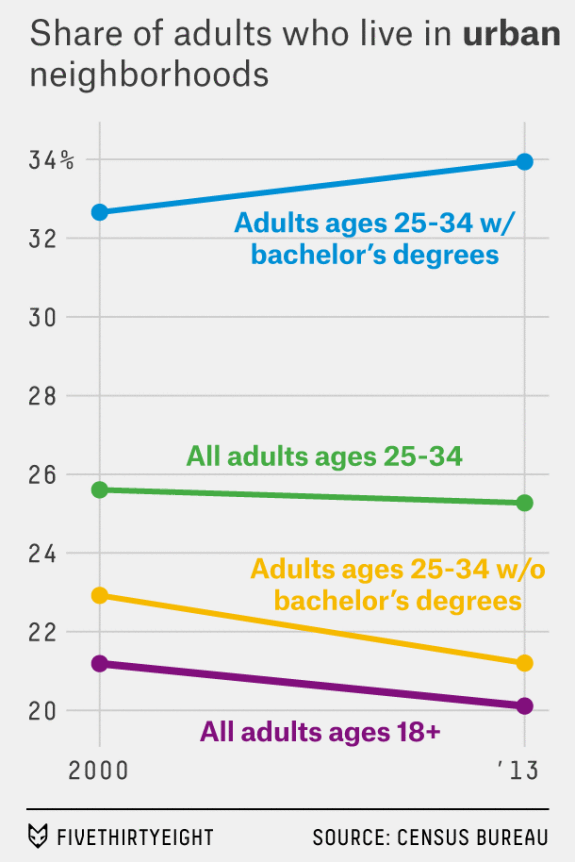 Share of adults who live in urban
neighborhoods
34%
Adults ages 25-34 w/
32
bachelor's degrees
30
28
All adults ages 25-34
26
24
Adults ages 25-34 w/o
bachelor's degrees
22
20
All adults ages 18+
2000 '13
FIVETHIRTYEIGHT SOURCE: CENSUS BUREAU